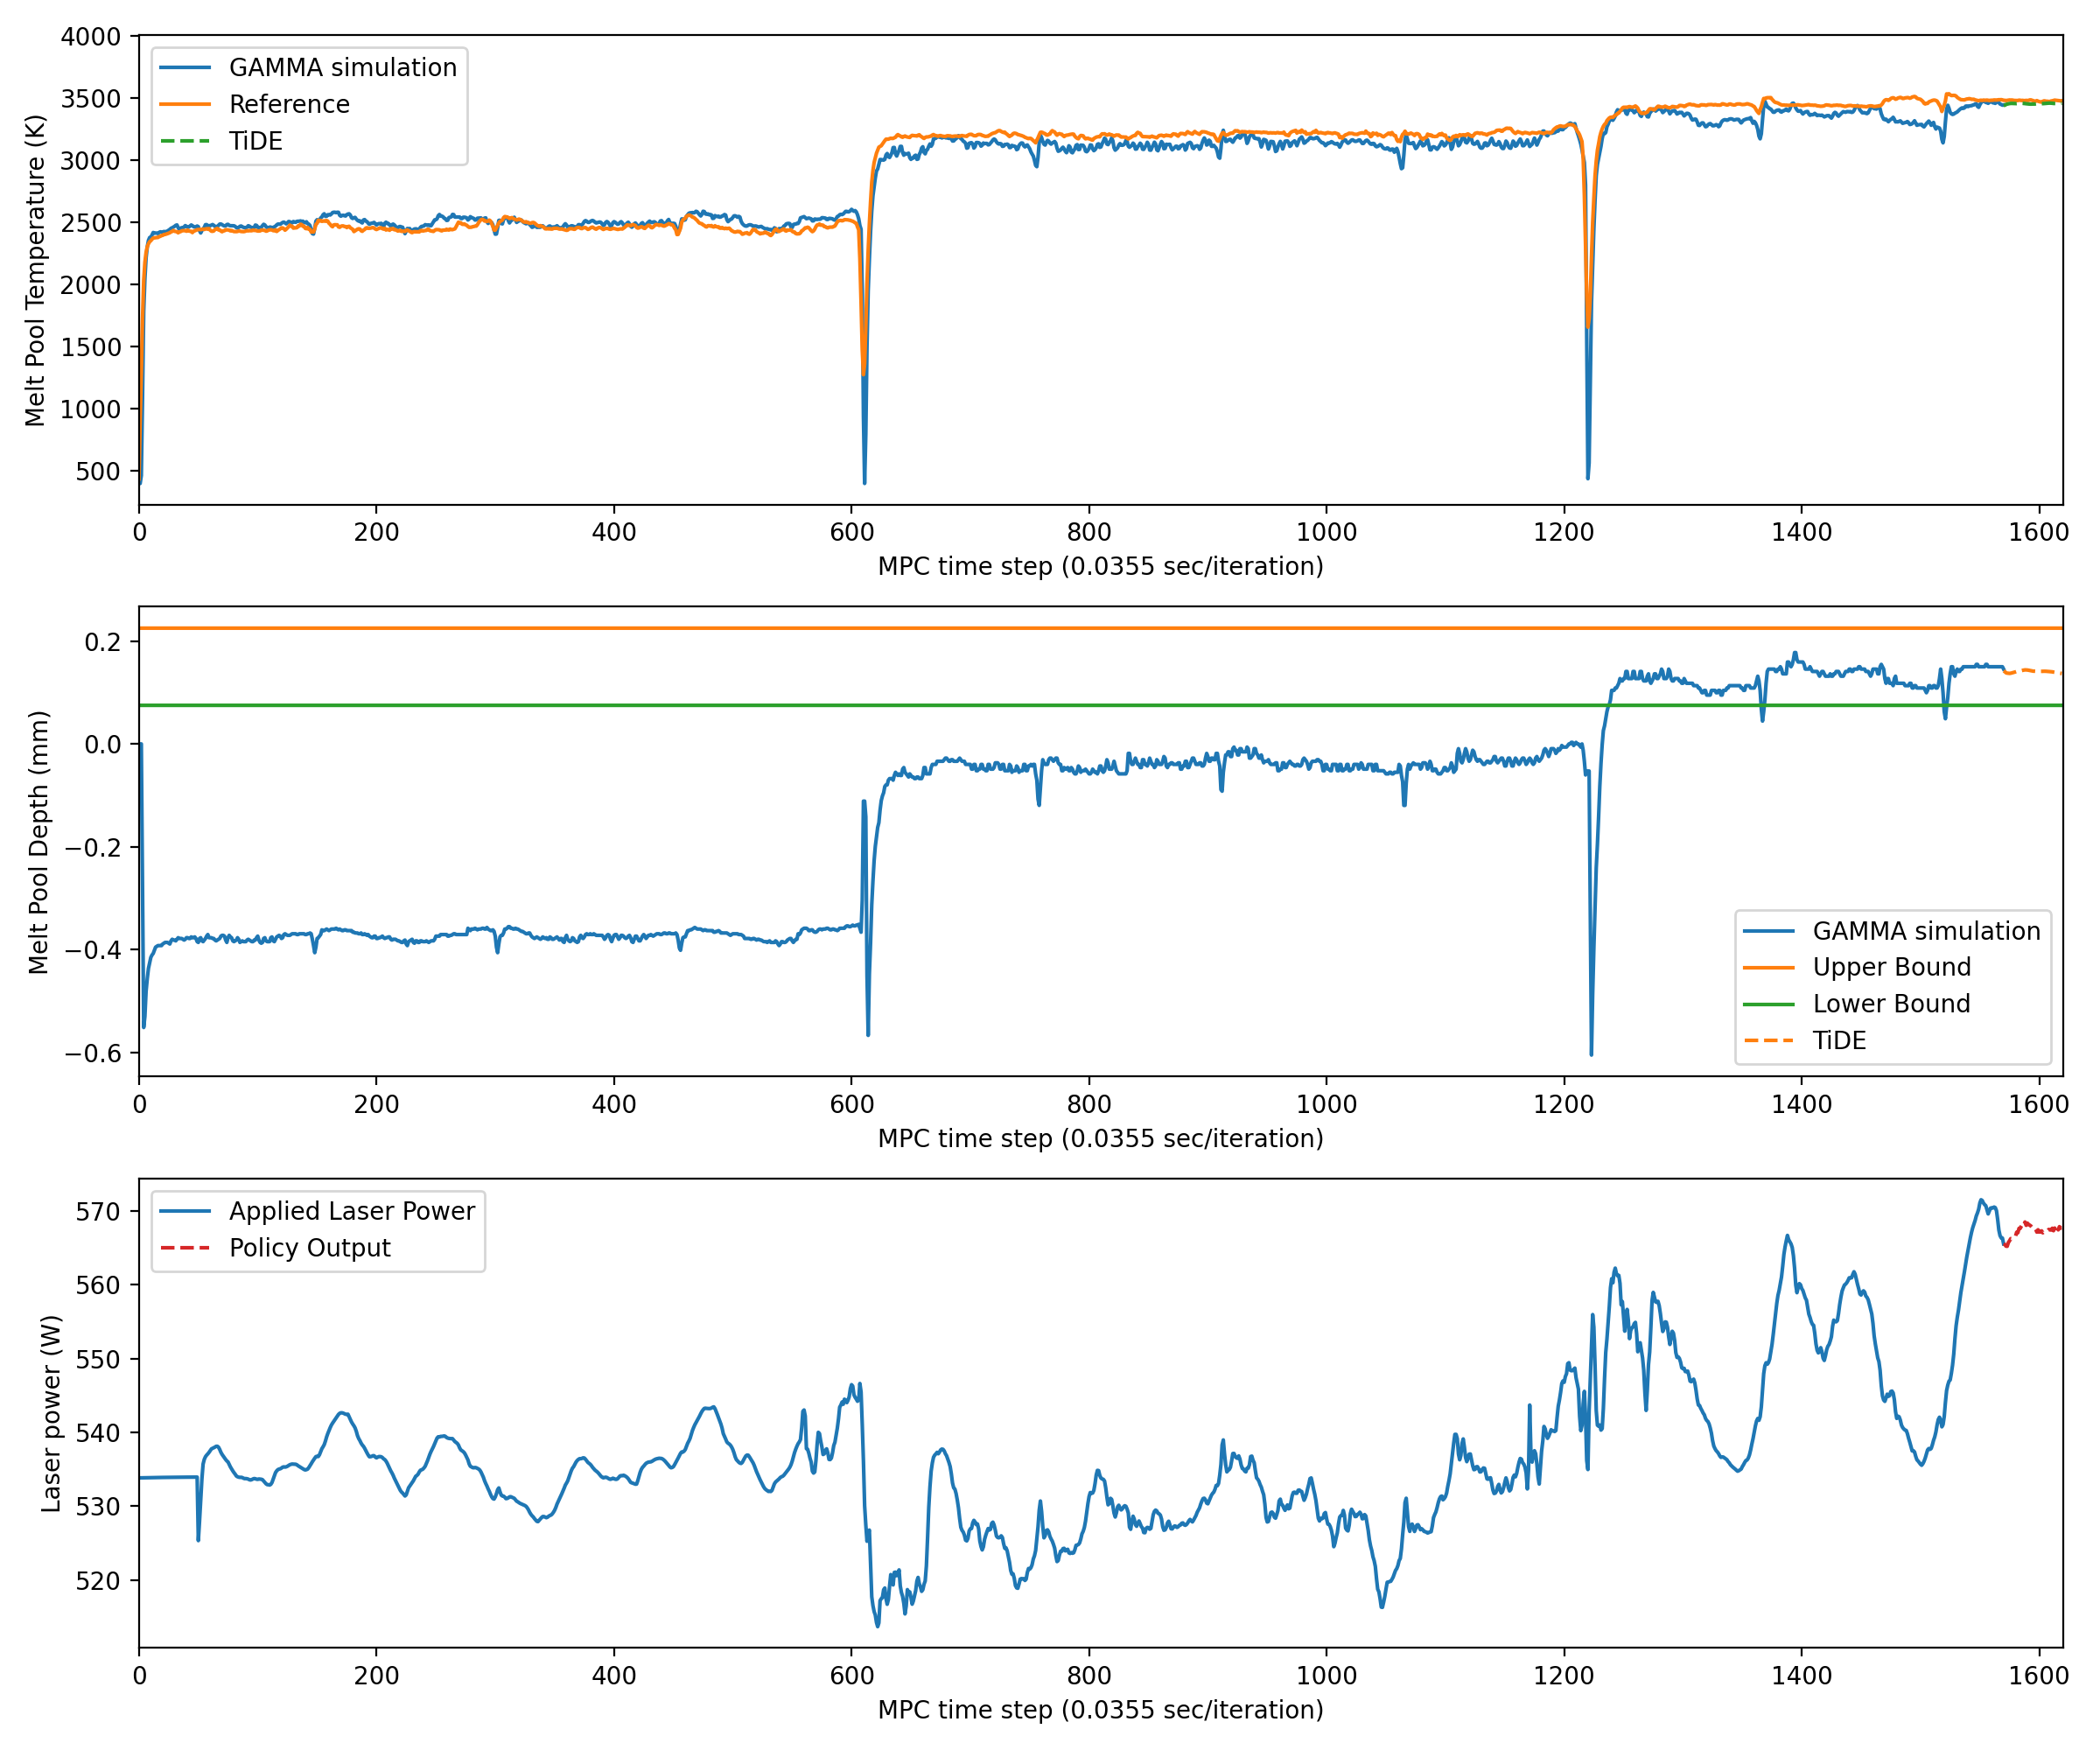 4000
3500
3000
2500
2000
1500
1000
500
Melt Pool Temperature (K)
GAMMA simulation
Reference
TiDE
0 200 400 600 800 1000 1200 1400 1600
MPC time step (0.0355 sec/iteration)
0.2
0.0
−0.2
−0.4
−0.6
Melt Pool Depth (mm)
GAMMA simulation
Upper Bound
Lower Bound
TiDE
0 200 400 600 800 1000 1200 1400 1600
MPC time step (0.0355 sec/iteration)
570
560
550
540
530
520
Laser power (W)
Applied Laser Power
Policy Output
0 200 400 600 800 1000 1200 1400 1600
MPC time step (0.0355 sec/iteration)